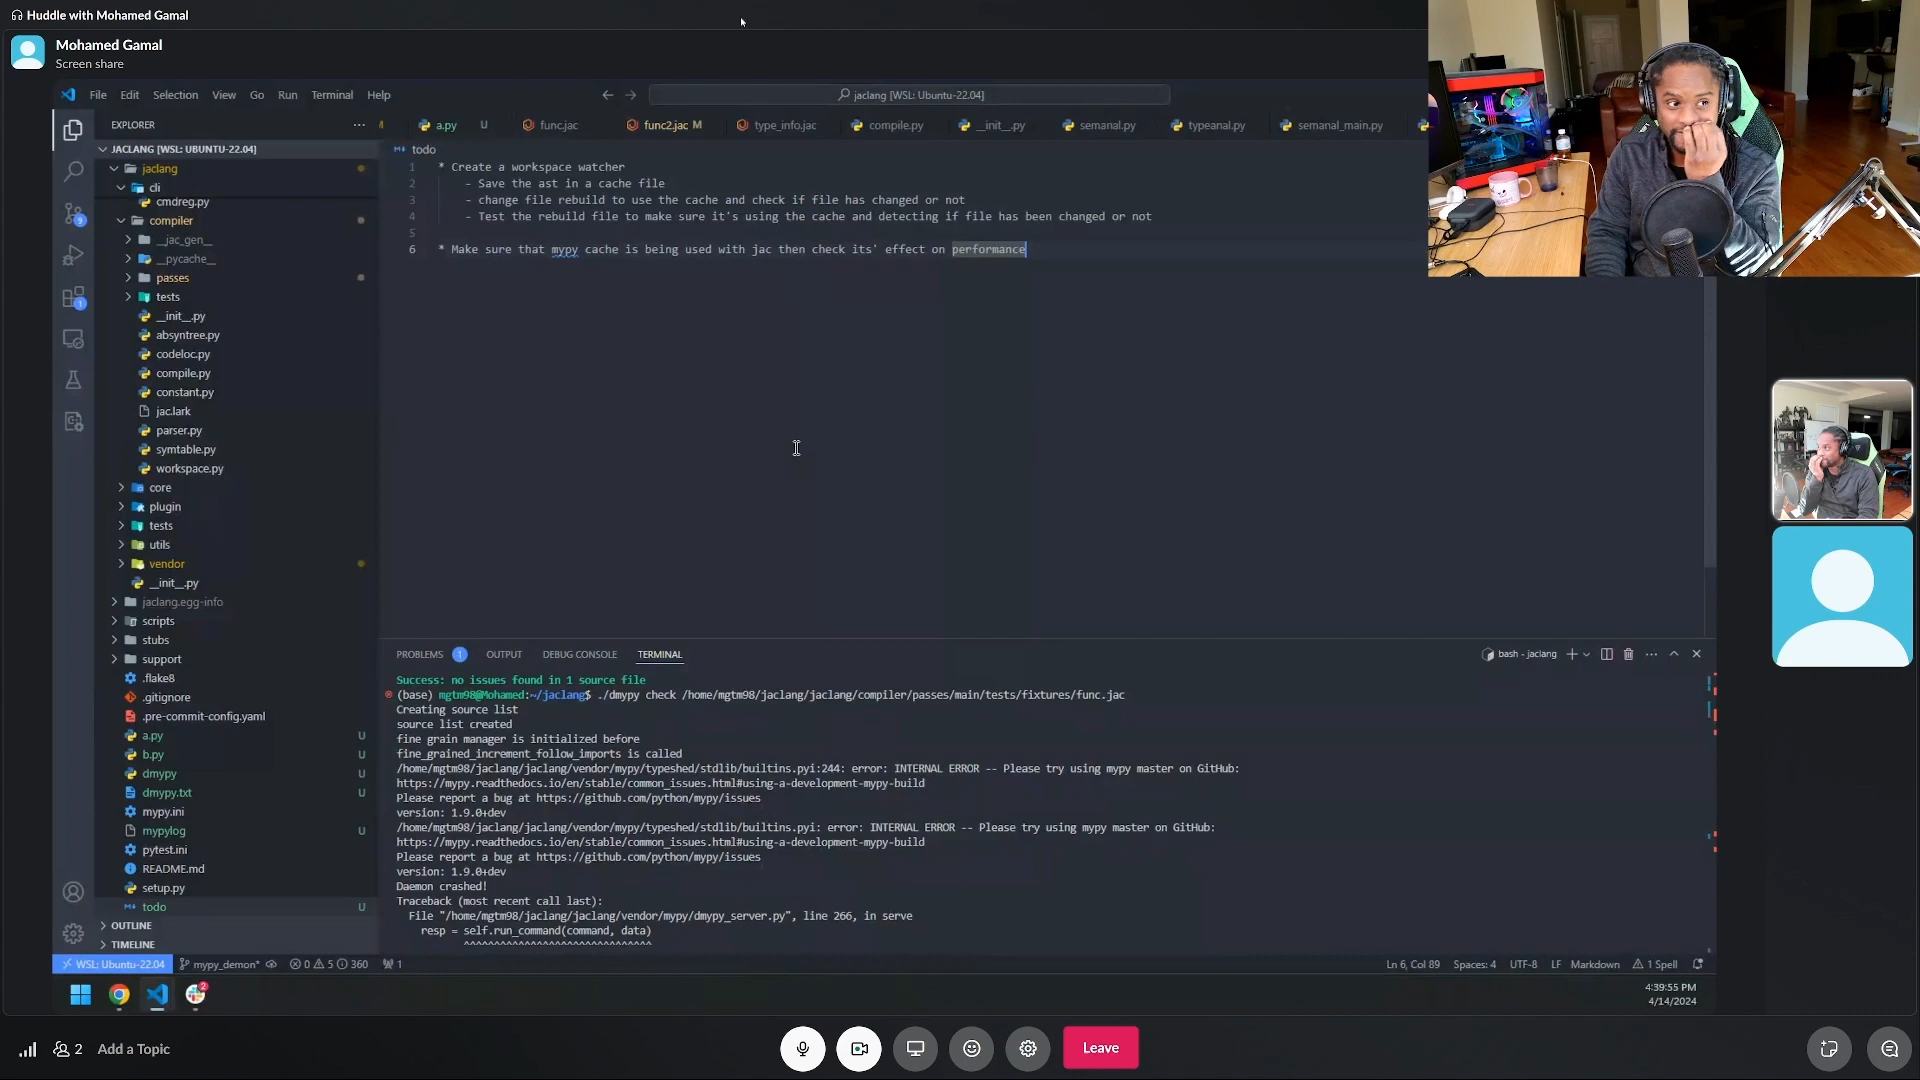 Huddle with Mohamed Gamal
Mohamed Gamal
Screen share
File Edit Selection View Go Run Terminal Help
jaclang [WSL: Ubuntu-22.04]
EXPLORER
a.py U
func.jac
func2.jac M
type_info.jac
compile.py
__init__.py
semanal.py
typeanal.py
semanal_main.py
JACLANG [WSL: UBUNTU-22.04]
jaclang
cli
cmdreg.py
compiler
__jac_gen__
__pycache__
passes
tests
__init__.py
absyntree.py
codeloc.py
compile.py
constant.py
jac.lark
parser.py
symtable.py
workspace.py
core
plugin
tests
utils
vendor
__init__.py
jaclang.egg-info
scripts
stubs
support
.flake8
.gitignore
.pre-commit-config.yaml
a.py U
b.py U
dmypy U
dmypy.txt U
mypy.ini
mypylog U
pytest.ini
README.md
setup.py
todo U
OUTLINE
TIMELINE
todo
1 * Create a workspace watcher
2 - Save the ast in a cache file
3 - change file rebuild to use the cache and check if file has changed or not
4 - Test the rebuild file to make sure it's using the cache and detecting if file has been changed or not
5
6 * Make sure that mypy cache is being used with jac then check its' effect on performance
PROBLEMS 1 OUTPUT DEBUG CONSOLE TERMINAL
bash - jaclang
Success: no issues found in 1 source file
(base) mgtm98@Mohamed:~/jaclang$ ./dmypy check /home/mgtm98/jaclang/jaclang/compiler/passes/main/tests/fixtures/func.jac
Creating source list
source list created
fine grain manager is initialized before
fine_grained_increment_follow_imports is called
/home/mgtm98/jaclang/jaclang/vendor/mypy/typeshed/stdlib/builtins.pyi:244: error: INTERNAL ERROR -- Please try using mypy master on GitHub:
https://mypy.readthedocs.io/en/stable/common_issues.html#using-a-development-mypy-build
Please report a bug at https://github.com/python/mypy/issues
version: 1.9.0+dev
/home/mgtm98/jaclang/jaclang/vendor/mypy/typeshed/stdlib/builtins.pyi: error: INTERNAL ERROR -- Please try using mypy master on GitHub:
https://mypy.readthedocs.io/en/stable/common_issues.html#using-a-development-mypy-build
Please report a bug at https://github.com/python/mypy/issues
version: 1.9.0+dev
Daemon crashed!
Traceback (most recent call last):
File "/home/mgtm98/jaclang/jaclang/vendor/mypy/dmypy_server.py", line 266, in serve
resp = self.run_command(command, data)
^^^^^^^^^^^^^^^^^^^^^^^^^^^^^^^
WSL: Ubuntu-22.04 mypy_demo* 0 5 360 1
Ln 6, Col 89 Spaces: 4 UTF-8 LF Markdown 1 Spell
4:39:55 PM
4/14/2024
2 Add a Topic
Leave